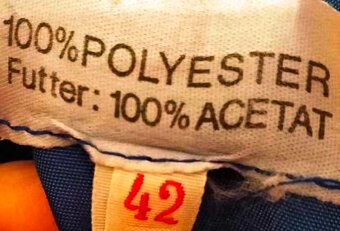 100% POLYESTER
Futter: 100% ACETAT
42